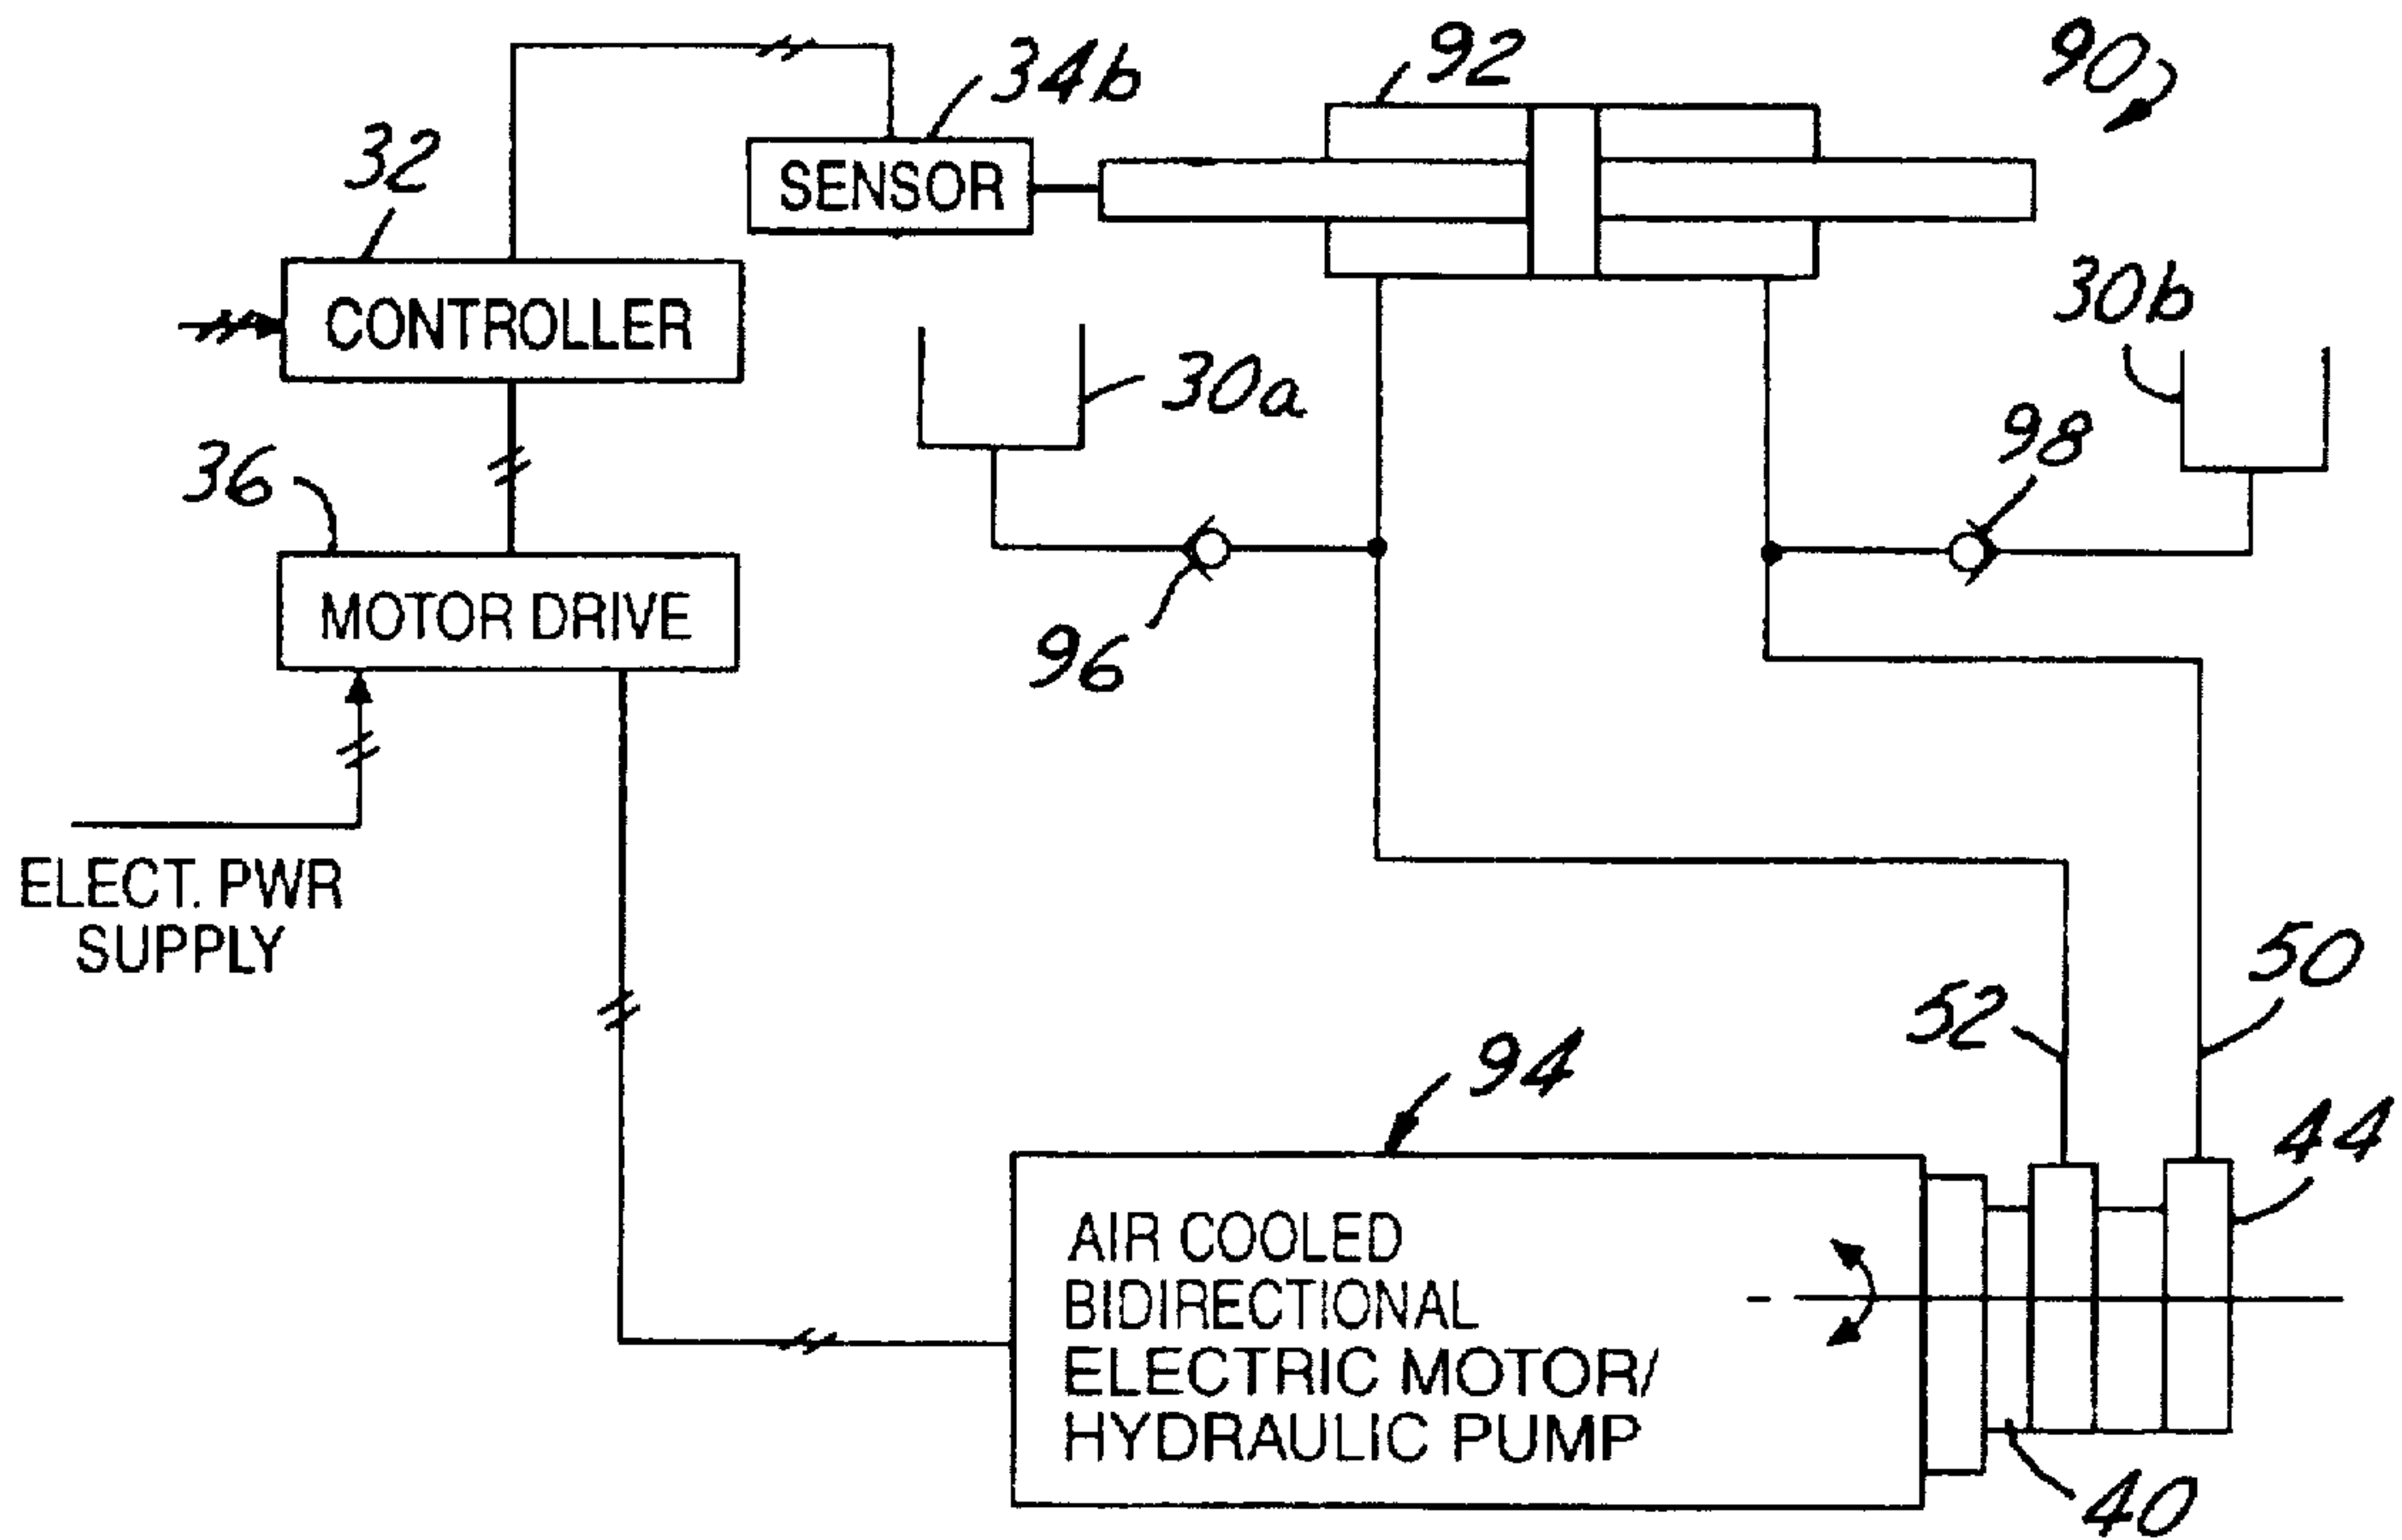 90
92
34b
SENSOR
32
CONTROLLER
30b
30a
98
36
MOTOR DRIVE
96
ELECT. PWR
SUPPLY
50
52
94
44
AIR COOLED
BIDIRECTIONAL
ELECTRIC MOTOR/
HYDRAULIC PUMP
40